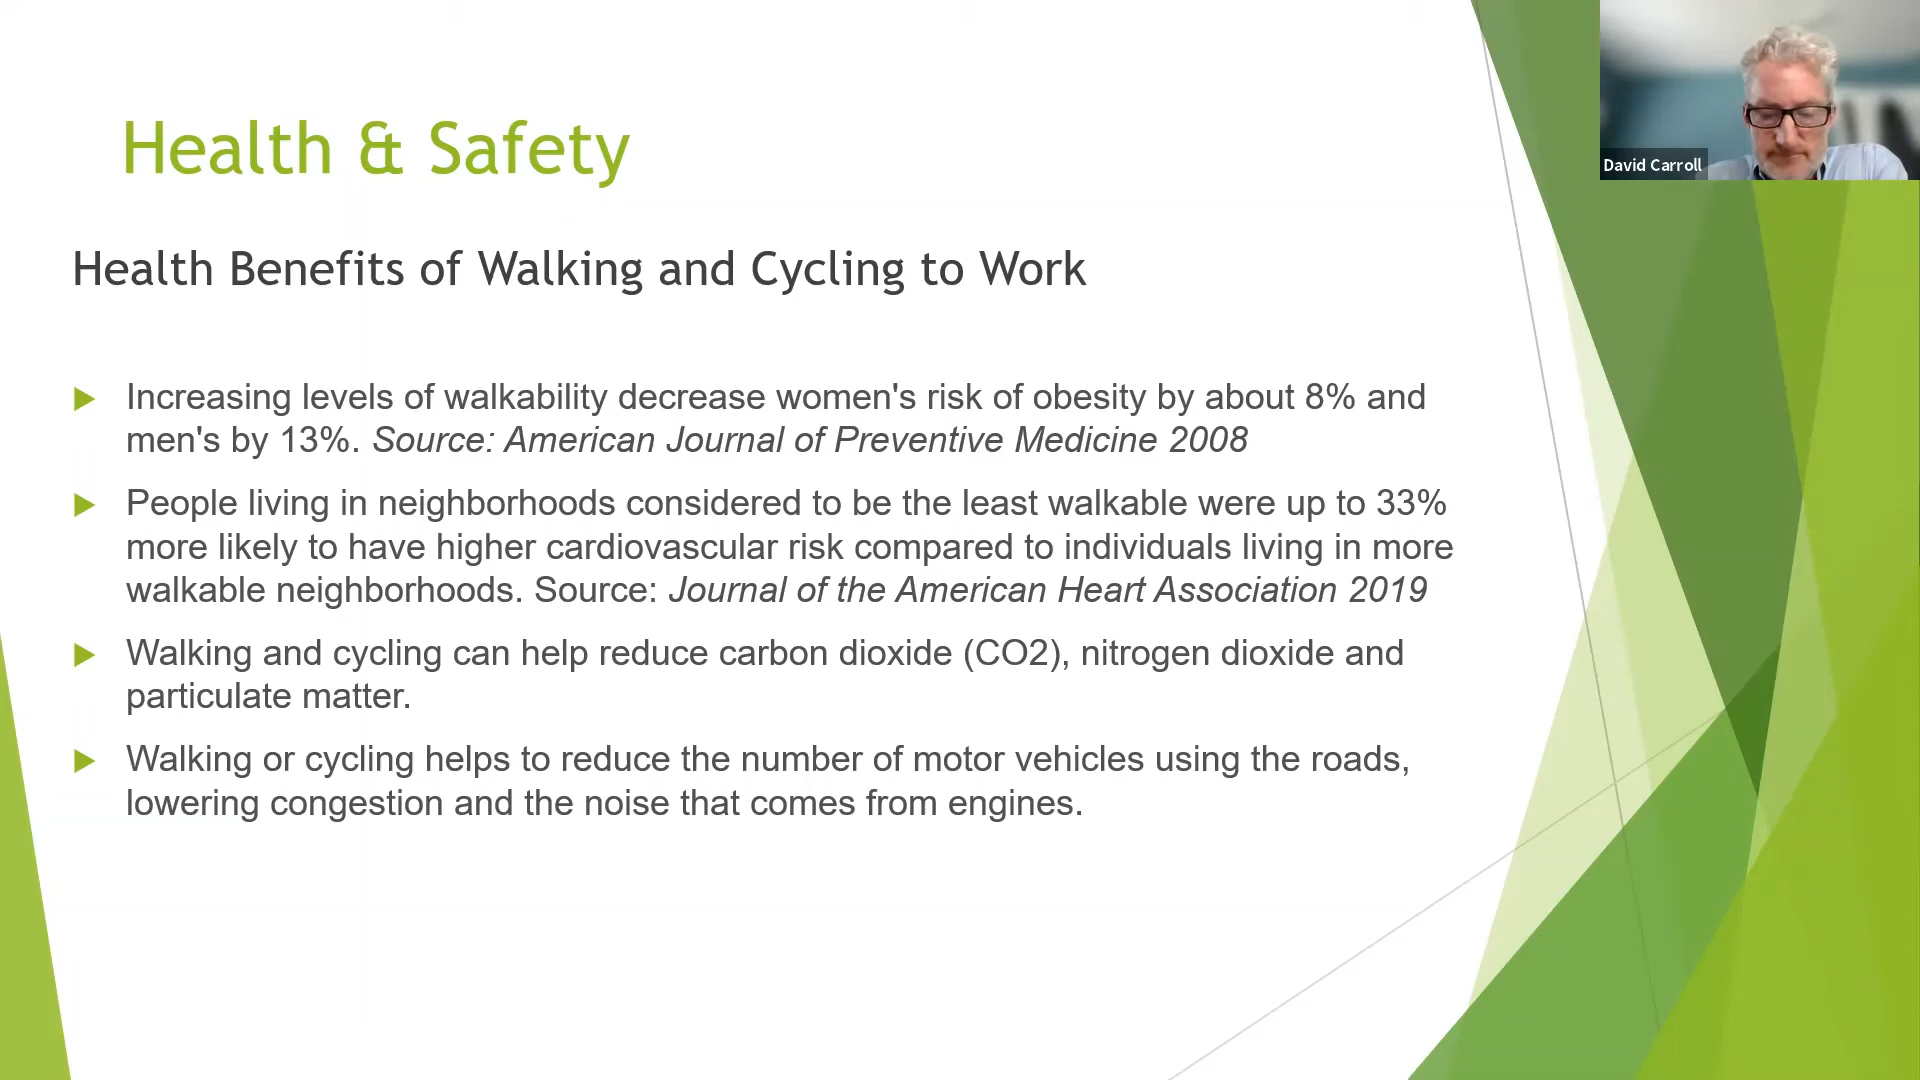 David Carroll
Health & Safety
Health Benefits of Walking and Cycling to Work
Increasing levels of walkability decrease women's risk of obesity by about 8% and
men's by 13%. Source: American Journal of Preventive Medicine 2008
People living in neighborhoods considered to be the least walkable were up to 33%
more likely to have higher cardiovascular risk compared to individuals living in more
walkable neighborhoods. Source: Journal of the American Heart Association 2019
Walking and cycling can help reduce carbon dioxide (CO2), nitrogen dioxide and
particulate matter.
Walking or cycling helps to reduce the number of motor vehicles using the roads,
lowering congestion and the noise that comes from engines.